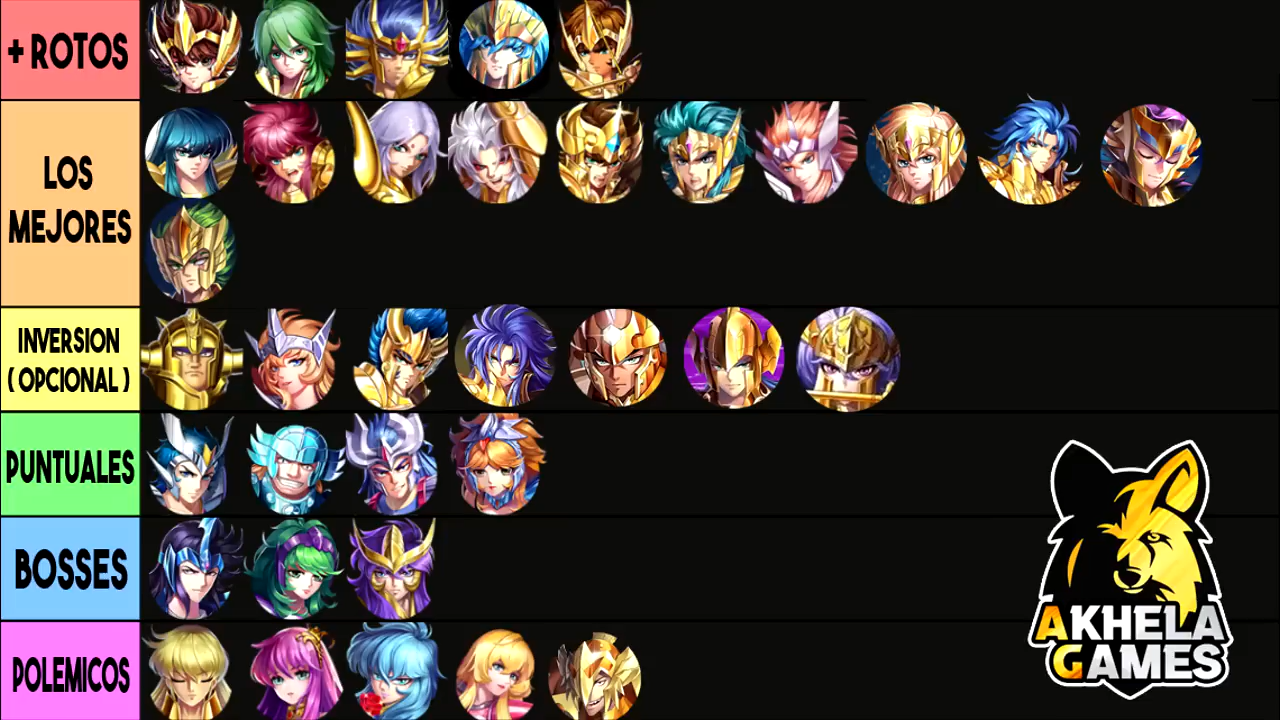 + ROTOS
LOS
MEJORES
INVERSION
( OPCIONAL )
PUNTUALES
BOSSES
POLEMICOS
AKHELA
GAMES